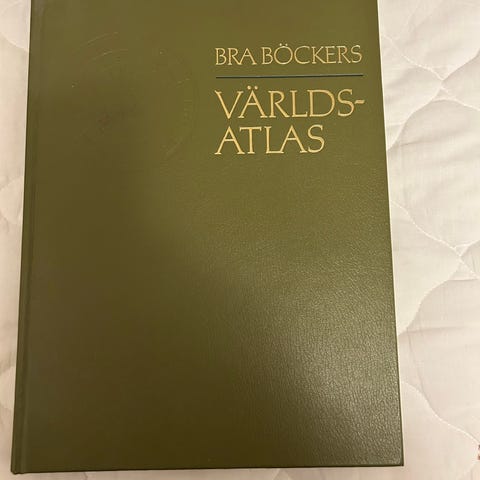 BRA BÖCKERS
VÄRLDS-
ATLAS